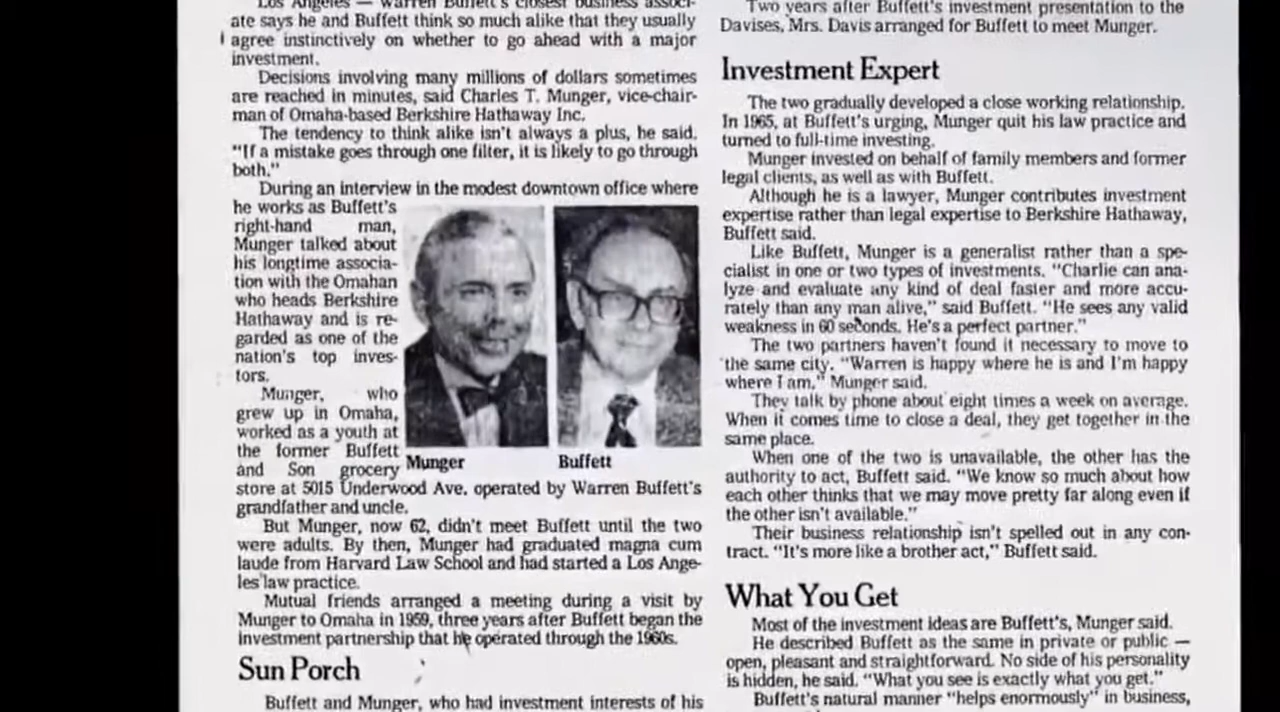 Los Angeles — Warren Buffett's closest business associ-
ate says he and Buffett think so much alike that they usually
agree instinctively on whether to go ahead with a major
investment.
Decisions involving many millions of dollars sometimes
are reached in minutes, said Charles T. Munger, vice-chair-
man of Omaha-based Berkshire Hathaway Inc.
The tendency to think alike isn't always a plus, he said.
"If a mistake goes through one filter, it is likely to go through
both."
During an interview in the modest downtown office where
he works as Buffett's
right-hand man,
Munger talked about
his longtime associa-
tion with the Omahan
who heads Berkshire
Hathaway and is re-
garded as one of the
nation's top inves-
tors.
Munger, who
grew up in Omaha,
worked as a youth at
the former Buffett
and Son grocery
Munger
Buffett
store at 5015 Underwood Ave. operated by Warren Buffett's
grandfather and uncle.
But Munger, now 62, didn't meet Buffett until the two
were adults. By then, Munger had graduated magna cum
laude from Harvard Law School and had started a Los Ange-
les law practice.
Mutual friends arranged a meeting during a visit by
Munger to Omaha in 1959, three years after Buffett began the
investment partnership that he operated through the 1960s.
Sun Porch
Buffett and Munger, who had investment interests of his
Two years after Buffett's investment presentation to the
Davises, Mrs. Davis arranged for Buffett to meet Munger.
Investment Expert
The two gradually developed a close working relationship.
In 1965, at Buffett's urging, Munger quit his law practice and
turned to full-time investing.
Munger invested on behalf of family members and former
legal clients, as well as with Buffett.
Although he is a lawyer, Munger contributes investment
expertise rather than legal expertise to Berkshire Hathaway,
Buffett said.
Like Buffett, Munger is a generalist rather than a spe-
cialist in one or two types of investments. "Charlie can ana-
lyze and evaluate any kind of deal faster and more accu-
rately than any man alive," said Buffett. "He sees any valid
weakness in 60 seconds. He's a perfect partner."
The two partners haven't found it necessary to move to
the same city. "Warren is happy where he is and I'm happy
where I am," Munger said.
They talk by phone about eight times a week on average.
When it comes time to close a deal, they get together in the
same place.
When one of the two is unavailable, the other has the
authority to act, Buffett said. "We know so much about how
each other thinks that we may move pretty far along even if
the other isn't available."
Their business relationship isn't spelled out in any con-
tract. "It's more like a brother act," Buffett said.
What You Get
Most of the investment ideas are Buffett's, Munger said.
He described Buffett as the same in private or public —
open, pleasant and straightforward. No side of his personality
is hidden, he said. "What you see is exactly what you get."
Buffett's natural manner "helps enormously" in business,